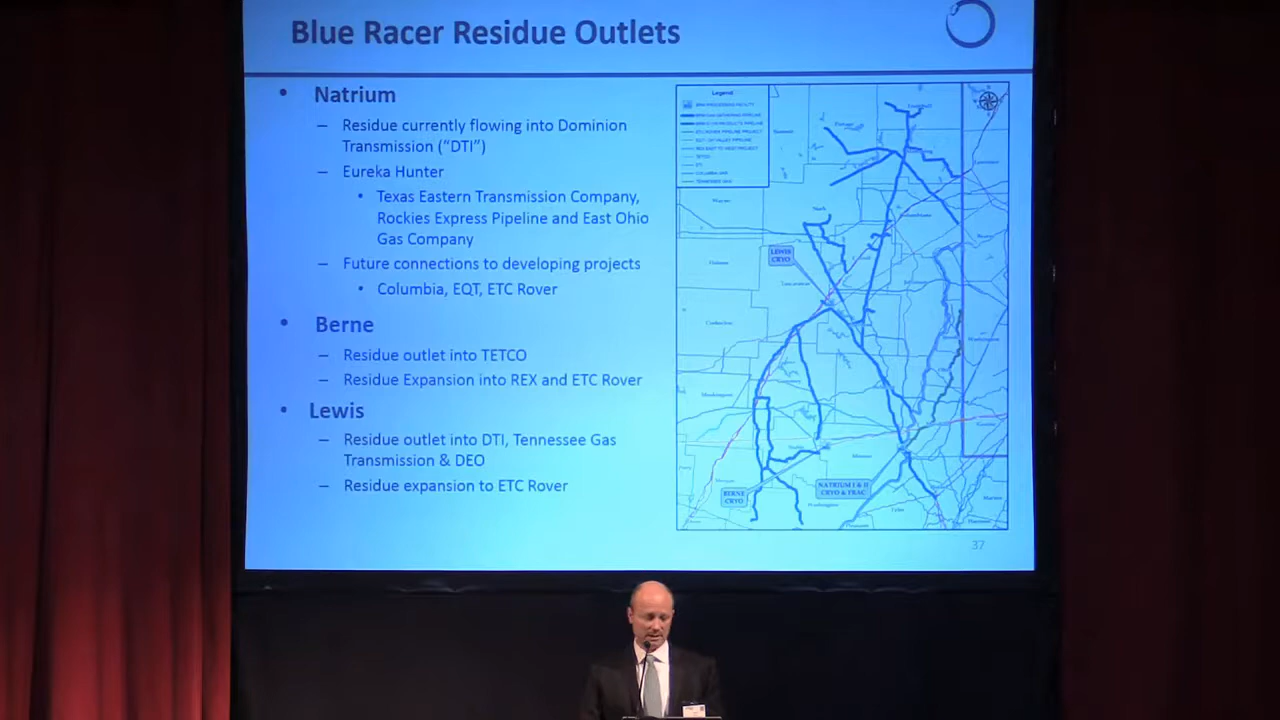 Blue Racer Residue Outlets
• Natrium
– Residue currently flowing into Dominion
Transmission ("DTI")
– Eureka Hunter
• Texas Eastern Transmission Company,
Rockies Express Pipeline and East Ohio
Gas Company
– Future connections to developing projects
• Columbia, EQT, ETC Rover
• Berne
– Residue outlet into TETCO
– Residue Expansion into REX and ETC Rover
• Lewis
– Residue outlet into DTI, Tennessee Gas
Transmission & DEO
– Residue expansion to ETC Rover
Legend
TETCO
DTI
LEWIS
CRYO
BERNE
CRYO
NATRIUM I & II
CRYO & FRAC
37